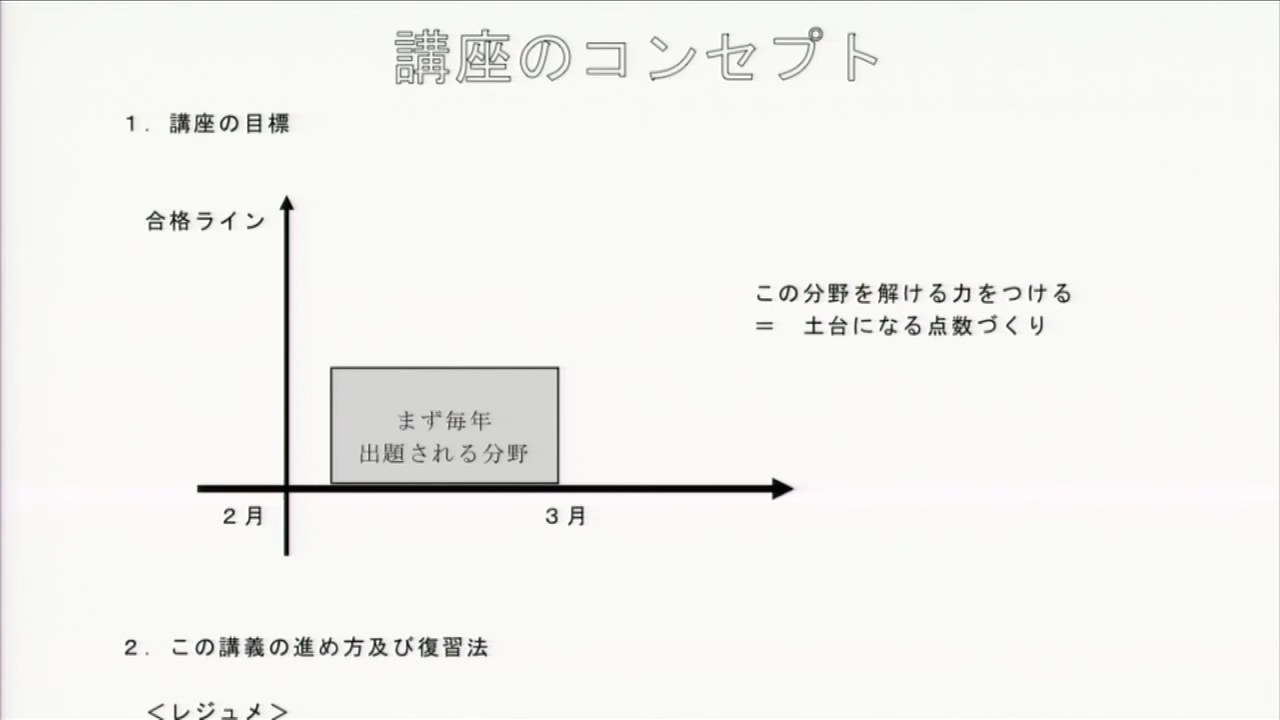 講座のコンセプト
１．講座の目標
合格ライン
この分野を解ける力をつける
＝　土台になる点数づくり
まず毎年
出題される分野
２月
３月
２．この講義の進め方及び復習法
＜レジュメ＞